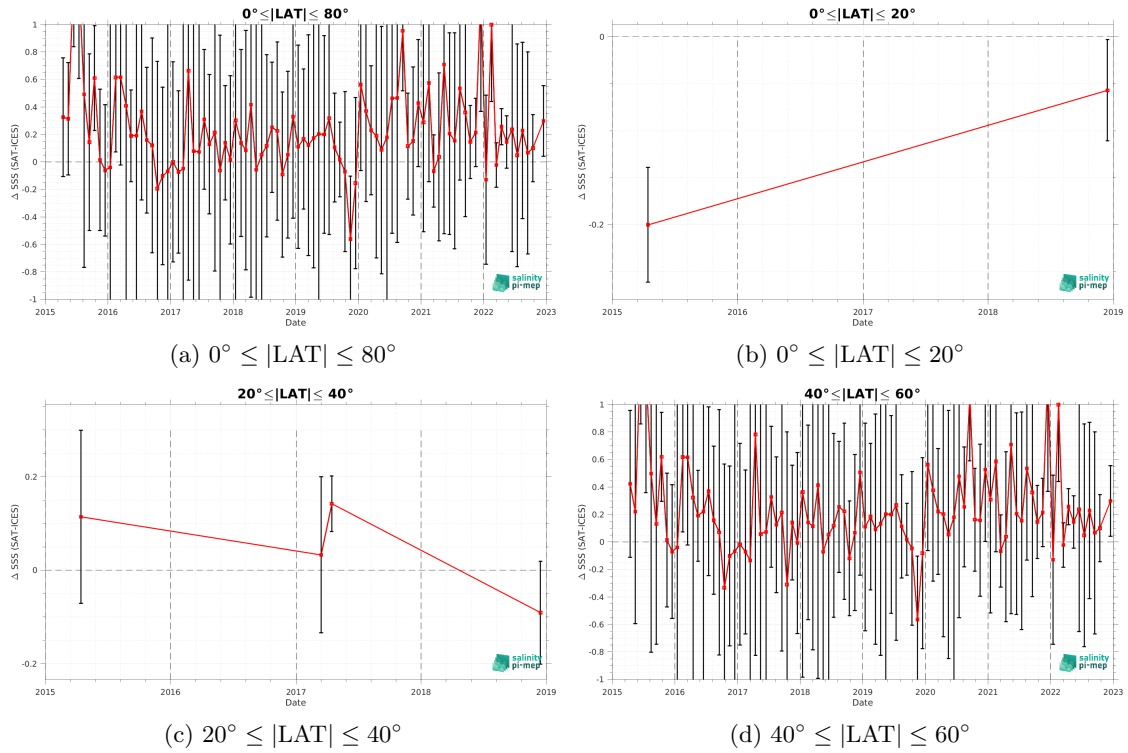 0°≤|LAT|≤ 80°
Δ SSS (SAT-ICES)
1
0.8
0.6
0.4
0.2
0
-0.2
-0.4
-0.6
-0.8
-1
2015 2016 2017 2018 2019 2020 2021 2022 2023
Date
salinity
pi-mep
(a) 0° ≤ |LAT| ≤ 80°
0°≤|LAT|≤ 20°
Δ SSS (SAT-ICES)
0
-0.2
2015 2016 2017 2018 2019
Date
salinity
pi-mep
(b) 0° ≤ |LAT| ≤ 20°
20°≤|LAT|≤ 40°
Δ SSS (SAT-ICES)
0.2
0
-0.2
2015 2016 2017 2018 2019
Date
salinity
pi-mep
(c) 20° ≤ |LAT| ≤ 40°
40°≤|LAT|≤ 60°
Δ SSS (SAT-ICES)
1
0.8
0.6
0.4
0.2
0
-0.2
-0.4
-0.6
-0.8
-1
2015 2016 2017 2018 2019 2020 2021 2022 2023
Date
salinity
pi-mep
(d) 40° ≤ |LAT| ≤ 60°